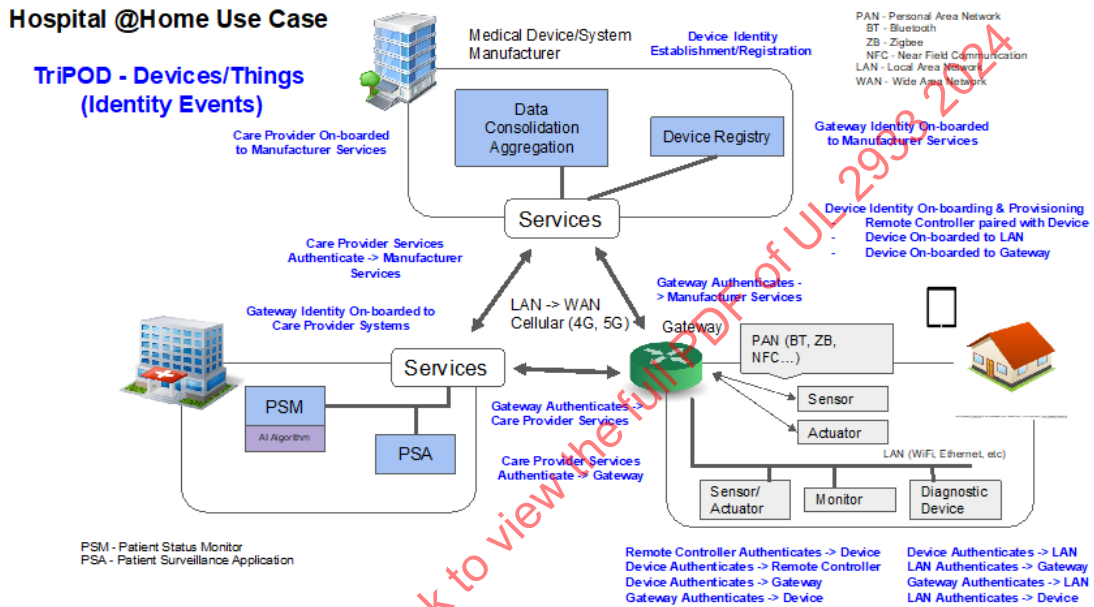 Hospital @Home Use Case
TriPOD - Devices/Things
(Identity Events)
Medical Device/System
Manufacturer
Device Identity
Establishment/Registration
PAN - Personal Area Network
BT - Bluetooth
ZB - Zigbee
NFC - Near Field Communication
LAN - Local Area Network
WAN - Wide Area Network
Care Provider On-boarded
to Manufacturer Services
Data
Consolidation
Aggregation
Device Registry
Gateway Identity On-boarded
to Manufacturer Services
Services
Device Identity On-boarding & Provisioning
- Remote Controller paired with Device
- Device On-boarded to LAN
- Device On-boarded to Gateway
Care Provider Services
Authenticate -> Manufacturer
Services
Gateway Authenticates -
> Manufacturer Services
Gateway Identity On-boarded to
Care Provider Systems
LAN -> WAN
Cellular (4G, 5G)
Gateway
PAN (BT, ZB,
NFC...)
Services
PSM
AI Algorithm
PSA
Gateway Authenticates ->
Care Provider Services
Care Provider Services
Authenticate -> Gateway
Sensor
Actuator
LAN (WiFi, Ethernet, etc)
Sensor/
Actuator
Monitor
Diagnostic
Device
PSM - Patient Status Monitor
PSA - Patient Surveillance Application
Remote Controller Authenticates -> Device
Device Authenticates -> Remote Controller
Device Authenticates -> Gateway
Gateway Authenticates -> Device
Device Authenticates -> LAN
LAN Authenticates -> Gateway
Gateway Authenticates -> LAN
LAN Authenticates -> Device
k to view the full PDF of UL 2933 2024